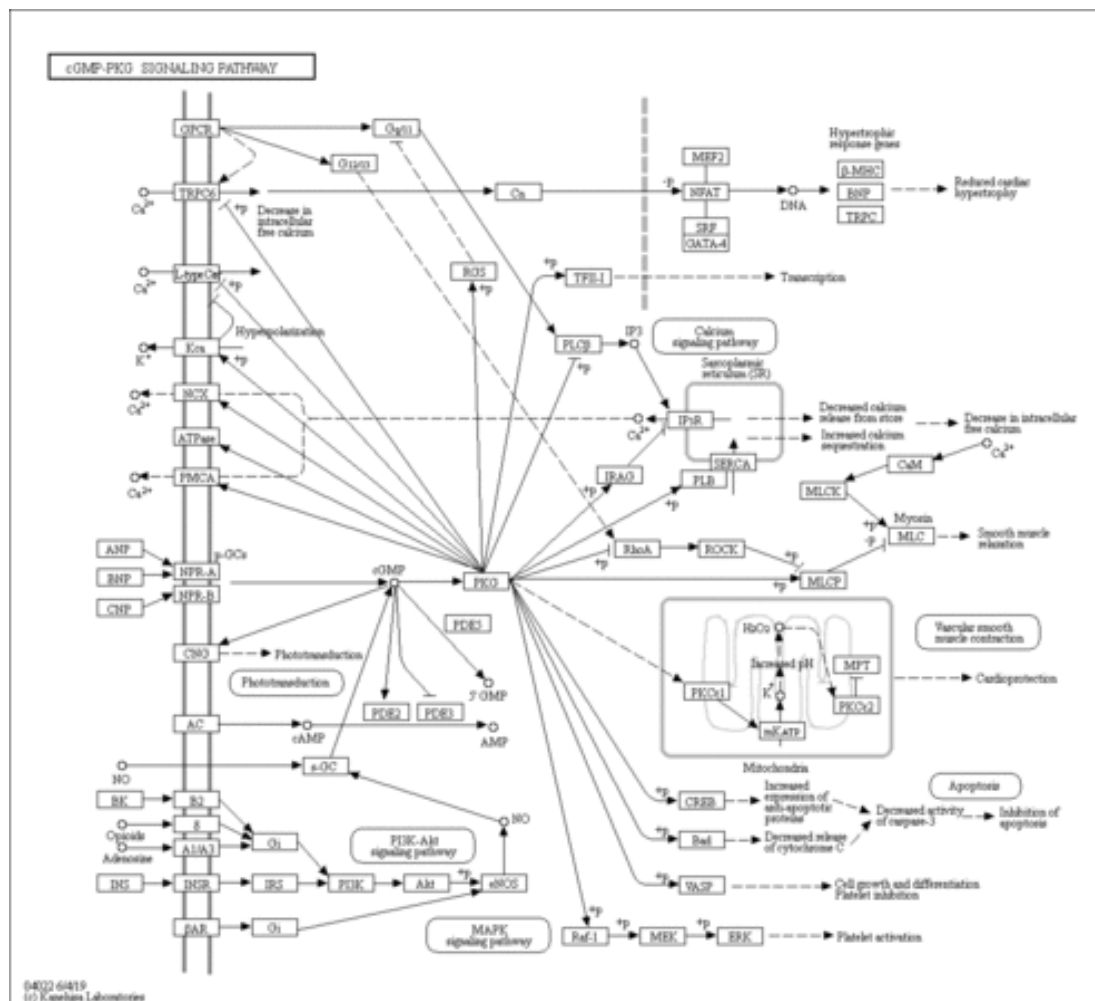 cGMP-PKG SIGNALING PATHWAY
GPCR
Gq/11
G12/13
Hypertrophic
response genes
MEF2
β-MHC
Ca2+
TRPC6
+p
Decrease in
intracellular
free calcium
Cn
-p
NFAT
DNA
BNP
Reduced cardiac
hypertrophy
SRF
GATA-4
TRPC
Ca2+
L-type Ca
+p
RGS
+p
+p
TFII-I
Transcription
Hyperpolarization
K+
Kca
+p
PLCβ
+p
IP3
Calcium
signaling pathway
Sarcoplasmic
reticulum (SR)
Ca2+
NCX
Ca2+
IP3R
Decreased calcium
release from store
Increased calcium
sequestration
Decrease in intracellular
free calcium
ATPase
SERCA
Ca2+
PMCA
IRAG
+p
PLB
+p
CaM
Ca2+
MLCK
Myosin
+p
-p
MLC
Smooth muscle
relaxation
ANP
p-GCs
BNP
NPR-A
CNP
NPR-B
cGMP
PKG
RhoA
+p
ROCK
+p
MLCP
+p
PDE5
CNG
Phototransduction
Phototransduction
5' GMP
PDE2
PDE3
H2O2
Increased pH
MPT
PKCε1
K+
PKCε2
mKATP
Mitochondria
Vascular smooth
muscle contraction
Cardioprotection
AC
cAMP
AMP
NO
s-GC
BK
B2
Opioids
δ
Adenosine
A1/A3
Gi
PI3K-Akt
signaling pathway
NO
INS
INSR
IRS
PI3K
Akt
+p
eNOS
βAR
Gi
MAPK
signaling pathway
+p
CREB
Increased
expression of
anti-apoptotic
proteins
+p
Bad
Decreased release
of cytochrome C
Decreased activity
of caspase-3
Apoptosis
Inhibition of
apoptosis
+p
VASP
Cell growth and differentiation
Platelet inhibition
+p
Raf-1
+p
MEK
+p
ERK
Platelet activation
04022 6/4/19
(c) Kanehisa Laboratories